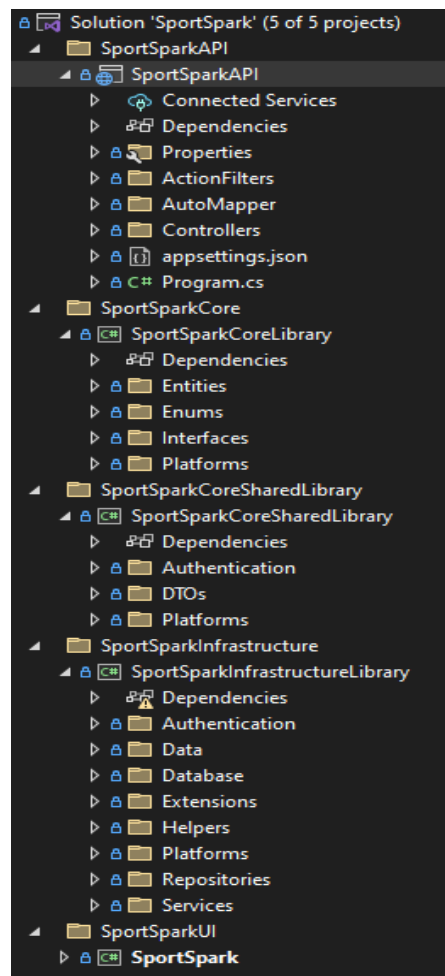 Solution 'SportSpark' (5 of 5 projects)
SportSparkAPI
SportSparkAPI
Connected Services
Dependencies
Properties
ActionFilters
AutoMapper
Controllers
appsettings.json
C# Program.cs
SportSparkCore
C# SportSparkCoreLibrary
Dependencies
Entities
Enums
Interfaces
Platforms
SportSparkCoreSharedLibrary
C# SportSparkCoreSharedLibrary
Dependencies
Authentication
DTOs
Platforms
SportSparkInfrastructure
C# SportSparkInfrastructureLibrary
Dependencies
Authentication
Data
Database
Extensions
Helpers
Platforms
Repositories
Services
SportSparkUI
C# SportSpark